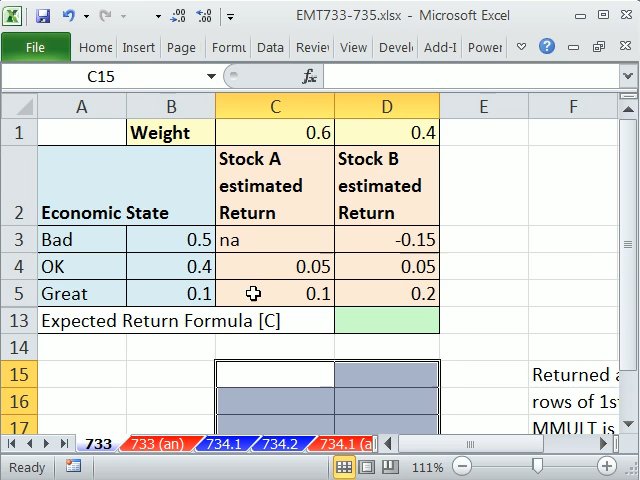 EMT733-735.xlsx - Microsoft Excel
File Home Insert Page Formu Data Reviev View Develo Add-I Power
C15 fx
A B C D E F
1 Weight 0.6 0.4
2 Economic State Stock A estimated Return Stock B estimated Return
3 Bad 0.5 na -0.15
4 OK 0.4 0.05 0.05
5 Great 0.1 0.1 0.2
13 Expected Return Formula [C]
14
15 Returned a
16 rows of 1st
17 MMULT is
733 733 (an) 734.1 734.2 734.1 (a
Ready 111%